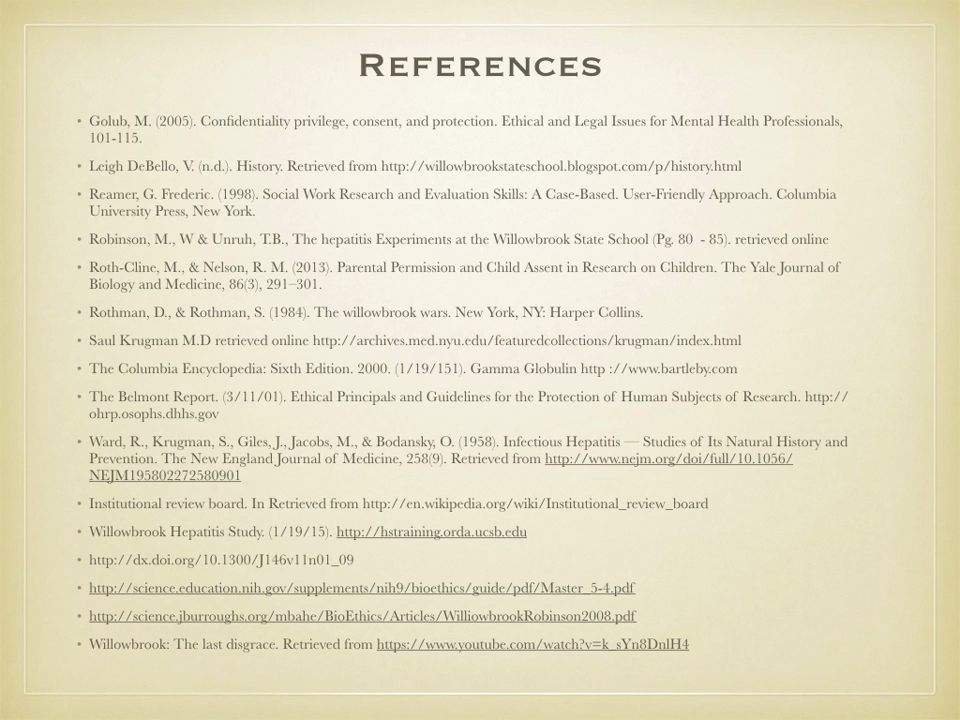 References
• Golub, M. (2005). Confidentiality privilege, consent, and protection. Ethical and Legal Issues for Mental Health Professionals,
101-115.
• Leigh DeBello, V. (n.d.). History. Retrieved from http://willowbrookstateschool.blogspot.com/p/history.html
• Reamer, G. Frederic. (1998). Social Work Research and Evaluation Skills: A Case-Based. User-Friendly Approach. Columbia
University Press, New York.
• Robinson, M., W & Unruh, T.B., The hepatitis Experiments at the Willowbrook State School (Pg. 80 - 85). retrieved online
• Roth-Cline, M., & Nelson, R. M. (2013). Parental Permission and Child Assent in Research on Children. The Yale Journal of
Biology and Medicine, 86(3), 291–301.
• Rothman, D., & Rothman, S. (1984). The willowbrook wars. New York, NY: Harper Collins.
• Saul Krugman M.D retrieved online http://archives.med.nyu.edu/featuredcollections/krugman/index.html
• The Columbia Encyclopedia: Sixth Edition. 2000. (1/19/151). Gamma Globulin http ://www.bartleby.com
• The Belmont Report. (3/11/01). Ethical Principals and Guidelines for the Protection of Human Subjects of Research. http://
ohrp.osophs.dhhs.gov
• Ward, R., Krugman, S., Giles, J., Jacobs, M., & Bodansky, O. (1958). Infectious Hepatitis — Studies of Its Natural History and
Prevention. The New England Journal of Medicine, 258(9). Retrieved from http://www.nejm.org/doi/full/10.1056/
NEJM195802272580901
• Institutional review board. In Retrieved from http://en.wikipedia.org/wiki/Institutional_review_board
• Willowbrook Hepatitis Study. (1/19/15). http://hstraining.orda.ucsb.edu
• http://dx.doi.org/10.1300/J146v11n01_09
• http://science.education.nih.gov/supplements/nih9/bioethics/guide/pdf/Master_5-4.pdf
• http://science.jburroughs.org/mbahe/BioEthics/Articles/WilliowbrookRobinson2008.pdf
• Willowbrook: The last disgrace. Retrieved from https://www.youtube.com/watch?v=k_sYn8DnlH4